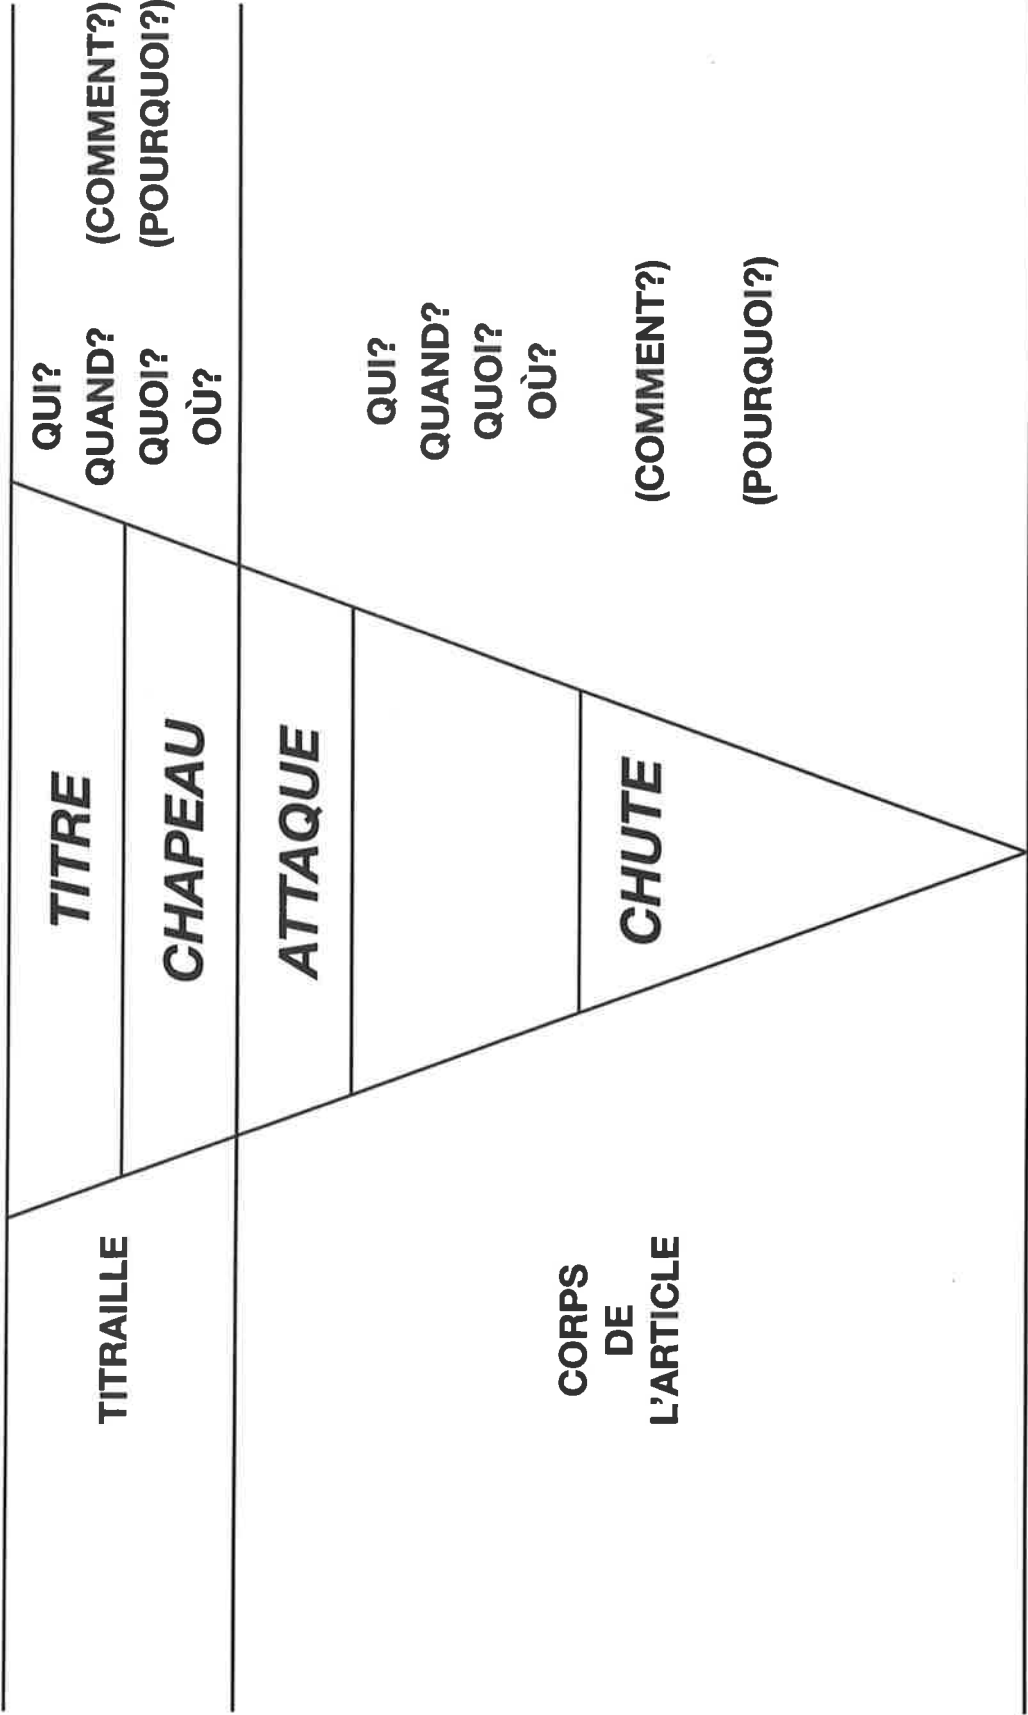 TITRAILLE
TITRE
CHAPEAU
QUI?
QUAND?
QUOI?
OÙ?
(COMMENT?)
(POURQUOI?)
CORPS
DE
L'ARTICLE
ATTAQUE
CHUTE
QUI?
QUAND?
QUOI?
OÙ?
(COMMENT?)
(POURQUOI?)